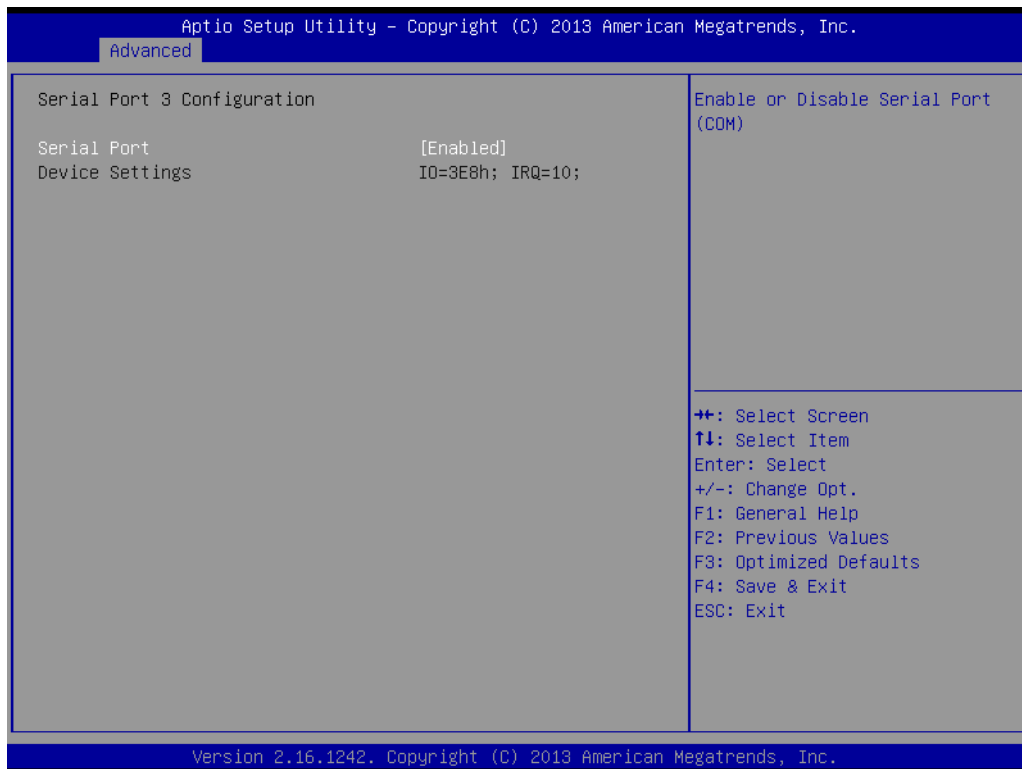 Aptio Setup Utility – Copyright (C) 2013 American Megatrends, Inc.
Advanced
Serial Port 3 Configuration
Serial Port [Enabled]
Device Settings IO=3E8h; IRQ=10;
Enable or Disable Serial Port
(COM)
→←: Select Screen
↑↓: Select Item
Enter: Select
+/-: Change Opt.
F1: General Help
F2: Previous Values
F3: Optimized Defaults
F4: Save & Exit
ESC: Exit
Version 2.16.1242. Copyright (C) 2013 American Megatrends, Inc.